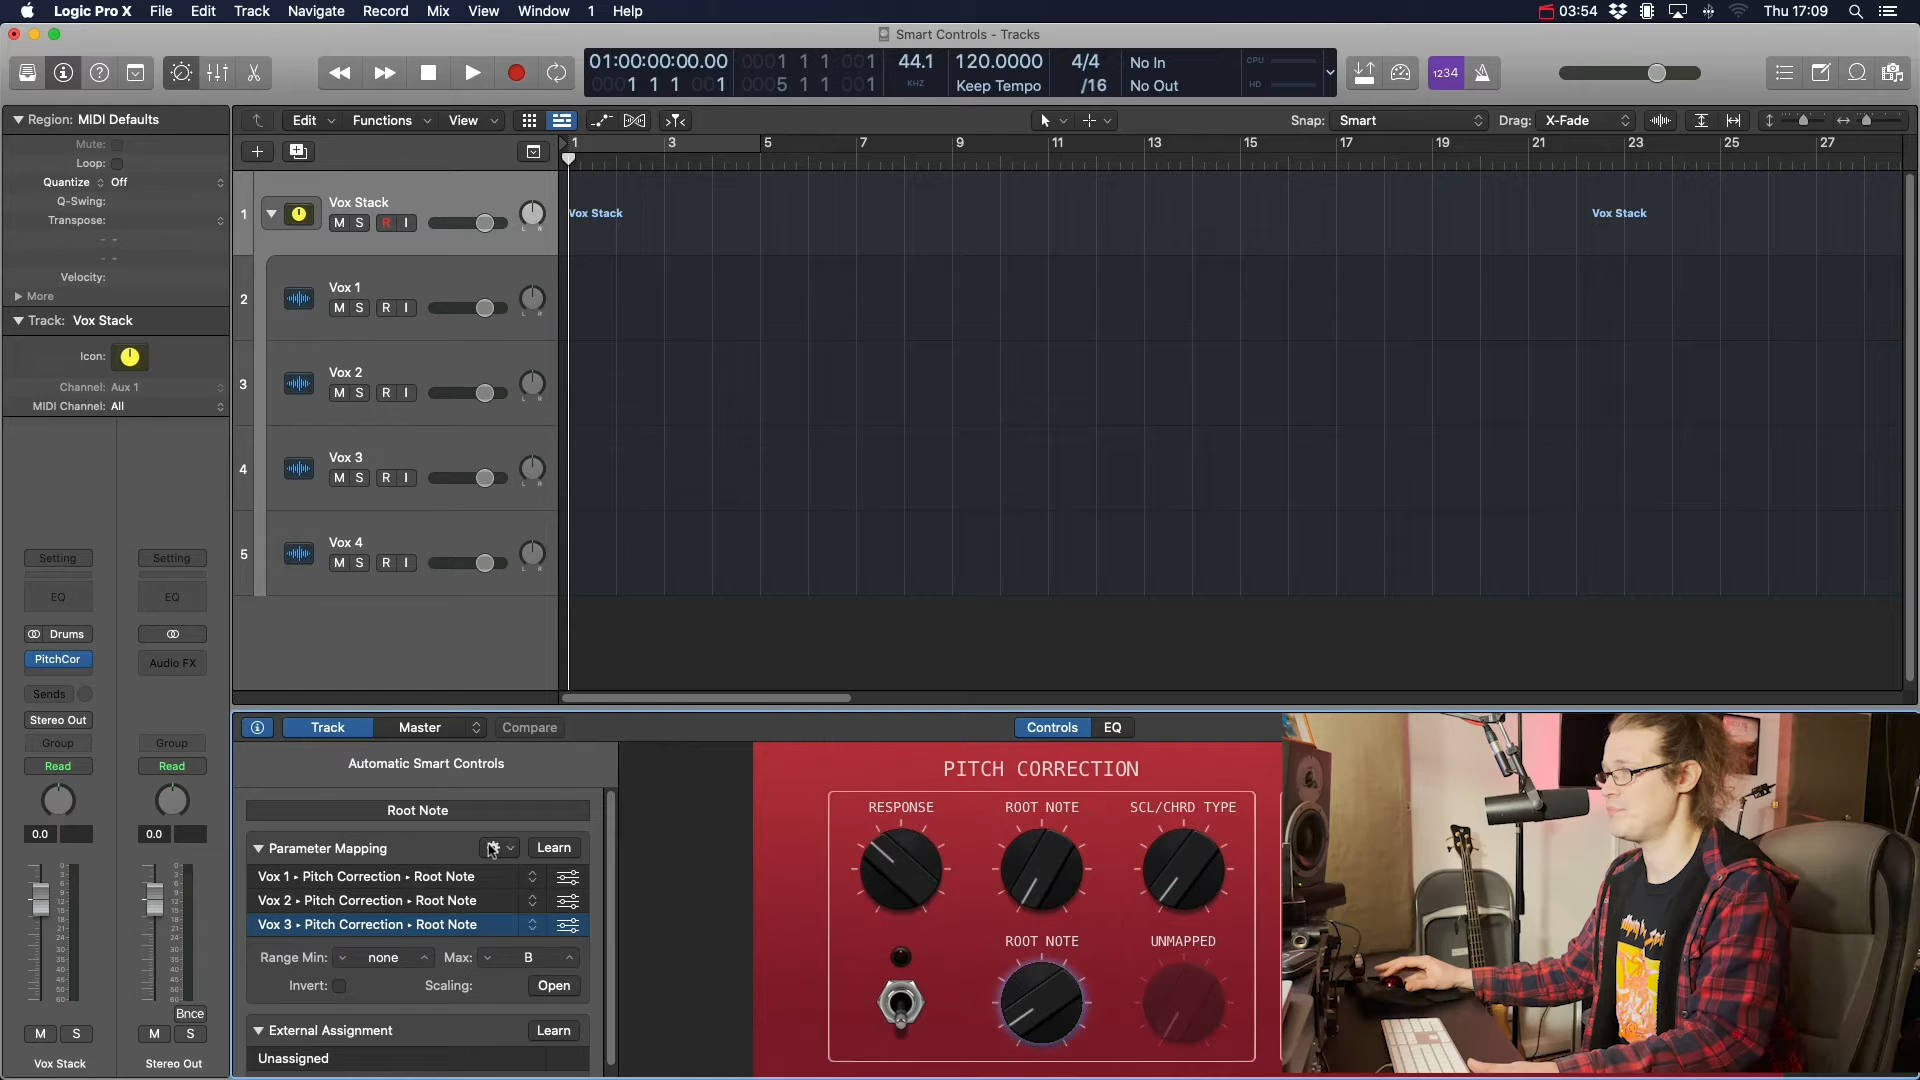 Logic Pro X File Edit Track Navigate Record Mix View Window 1 Help
03:54 Thu 17:09
Smart Controls - Tracks
01:00:00:00.00 0001 1 1 001 44.1 120.0000 4/4 No In CPU
0001 1 1 001 0005 1 1 001 KHZ Keep Tempo /16 No Out HD
1234
Region: MIDI Defaults
Mute:
Loop:
Quantize Off
Q-Swing:
Transpose:
Velocity:
More
Track: Vox Stack
Icon:
Channel: Aux 1
MIDI Channel: All
Edit Functions View
Snap: Smart Drag: X-Fade
1 3 5 7 9 11 13 15 17 19 21 23 25 27
1 Vox Stack
M S R I
L R
Vox Stack Vox Stack
2 Vox 1
M S R I
L R
3 Vox 2
M S R I
L R
4 Vox 3
M S R I
L R
5 Vox 4
M S R I
L R
Setting Setting
EQ EQ
Drums
PitchCor Audio FX
Sends
Stereo Out
Group Group
Read Read
0.0 0.0
Bnce
M S M S
Vox Stack Stereo Out
Track Master Compare
Controls EQ
Automatic Smart Controls
Root Note
Parameter Mapping Learn
Vox 1 ▸ Pitch Correction ▸ Root Note
Vox 2 ▸ Pitch Correction ▸ Root Note
Vox 3 ▸ Pitch Correction ▸ Root Note
Range Min: none Max: B
Invert: Scaling: Open
External Assignment Learn
Unassigned
PITCH CORRECTION
RESPONSE ROOT NOTE SCL/CHRD TYPE
ROOT NOTE UNMAPPED